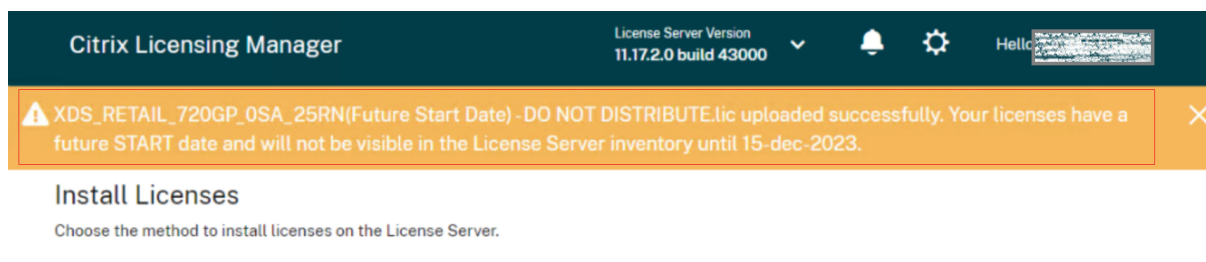 Citrix Licensing Manager
License Server Version
11.17.2.0 build 43000
Hello
XDS_RETAIL_720GP_0SA_25RN(Future Start Date) -DO NOT DISTRIBUTE.lic uploaded successfully. Your licenses have a
future START date and will not be visible in the License Server inventory until 15-dec-2023.
Install Licenses
Choose the method to install licenses on the License Server.